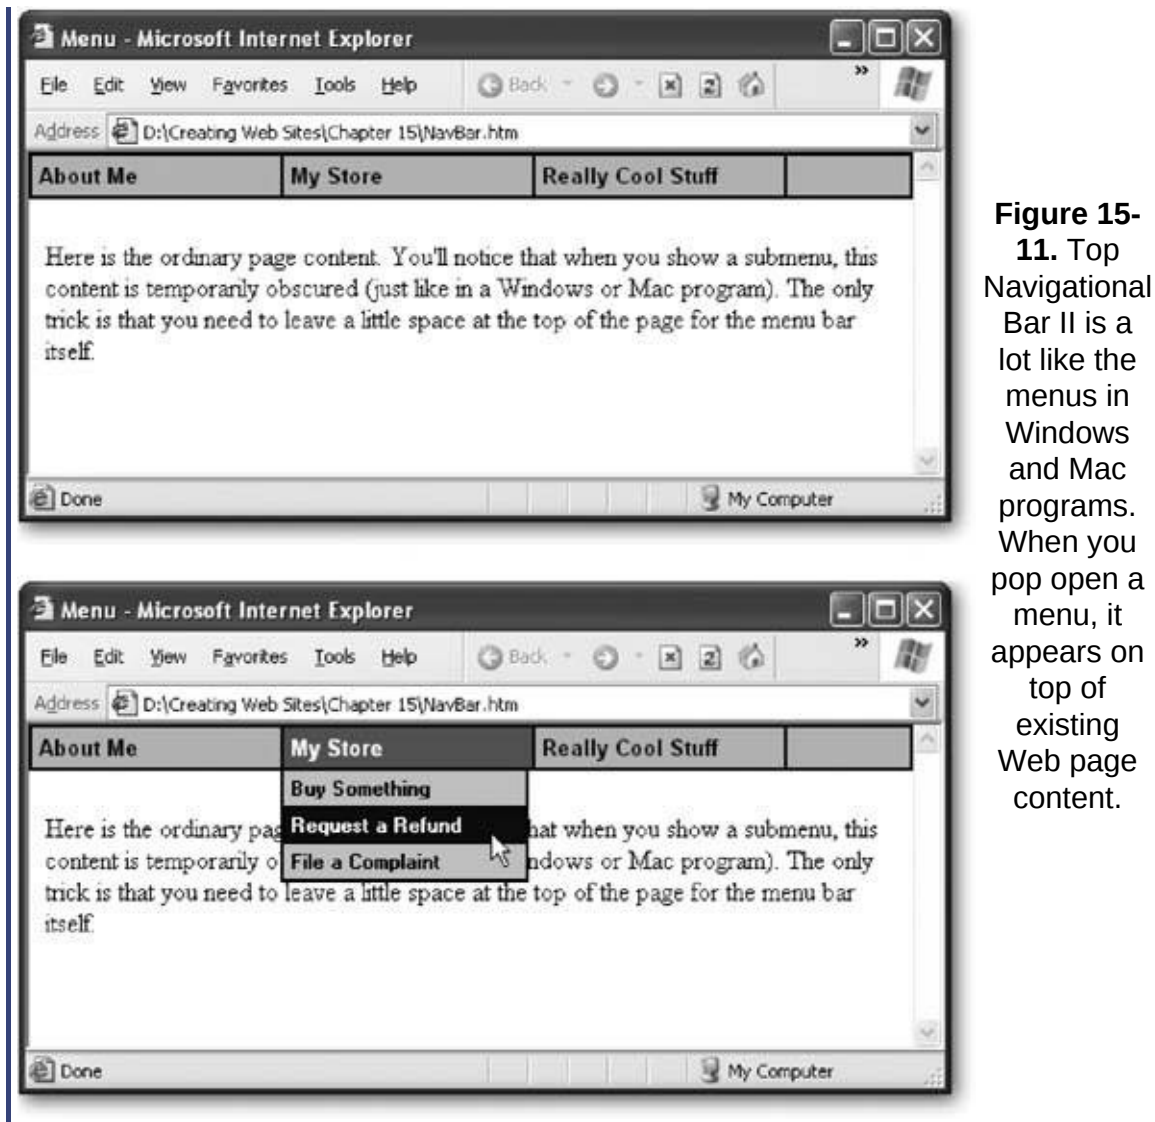 Menu - Microsoft Internet Explorer
File Edit View Favorites Tools Help Back »
Address D:\Creating Web Sites\Chapter 15\NavBar.htm
About Me My Store Really Cool Stuff
Here is the ordinary page content. You'll notice that when you show a submenu, this
content is temporarily obscured (just like in a Windows or Mac program). The only
trick is that you need to leave a little space at the top of the page for the menu bar
itself.
Done My Computer
Menu - Microsoft Internet Explorer
File Edit View Favorites Tools Help Back »
Address D:\Creating Web Sites\Chapter 15\NavBar.htm
About Me My Store Really Cool Stuff
Buy Something
Here is the ordinary pag Request a Refund hat when you show a submenu, this
content is temporarily o File a Complaint ndows or Mac program). The only
trick is that you need to leave a little space at the top of the page for the menu bar
itself.
Done My Computer
Figure 15-
11. Top
Navigational
Bar II is a
lot like the
menus in
Windows
and Mac
programs.
When you
pop open a
menu, it
appears on
top of
existing
Web page
content.